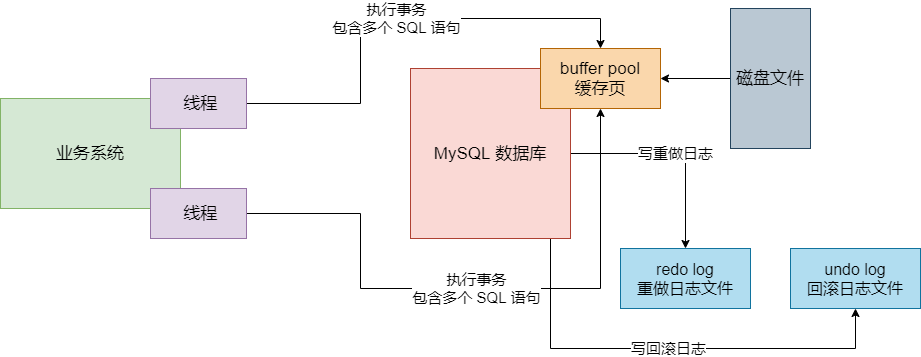 执行事务
包含多个 SQL 语句
线程
业务系统
线程
buffer pool
缓存页
磁盘文件
MySQL 数据库
写重做日志
执行事务
包含多个 SQL 语句
redo log
重做日志文件
undo log
回滚日志文件
写回滚日志